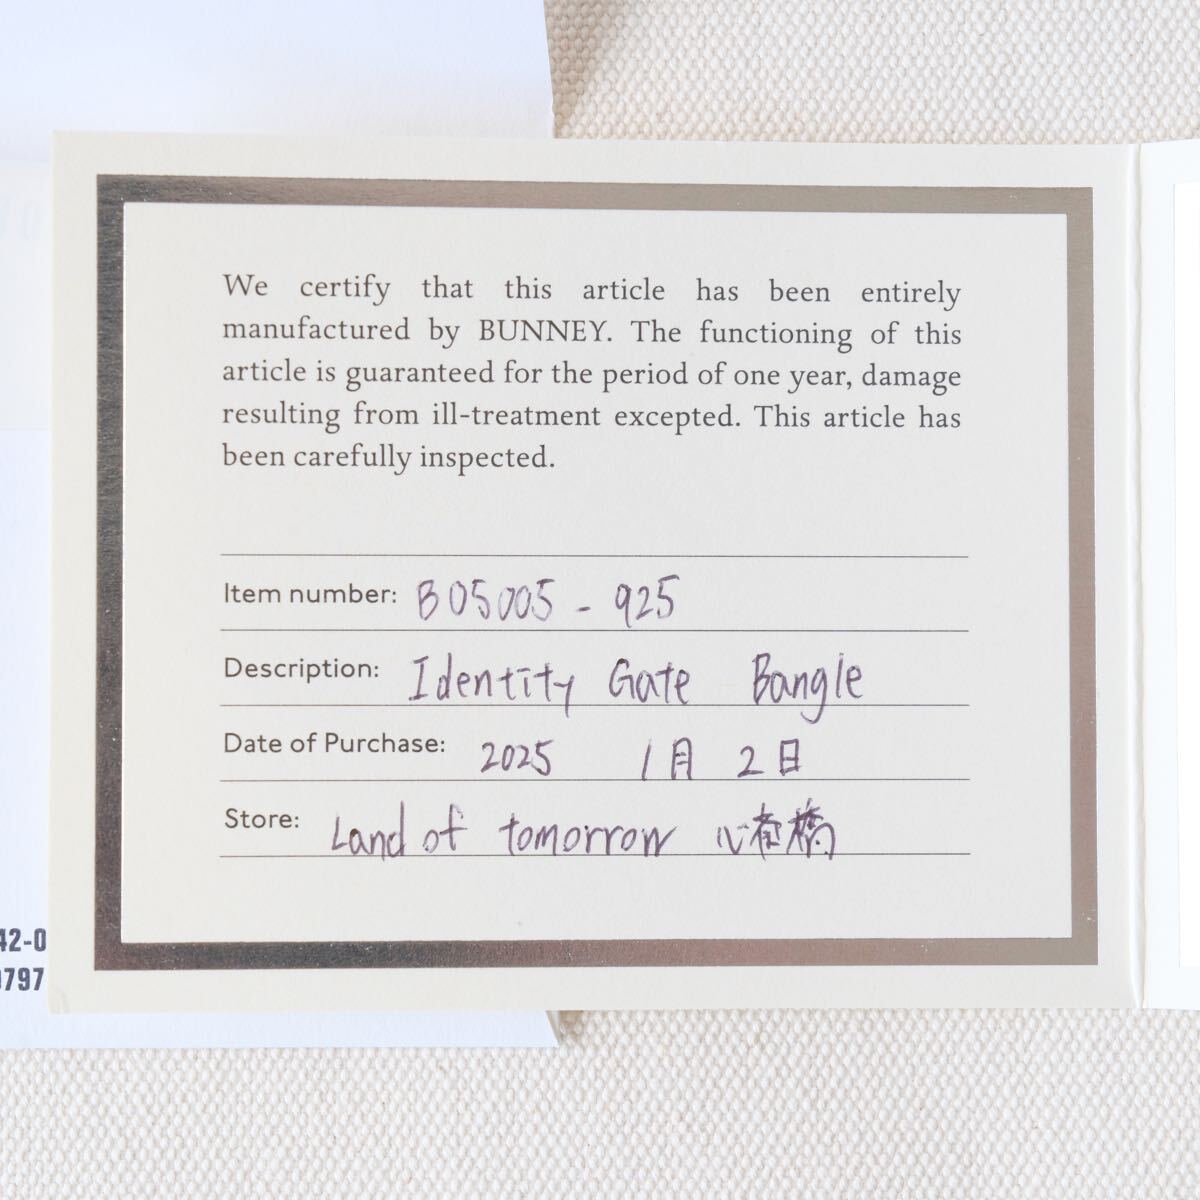 We certify that this article has been entirely
manufactured by BUNNEY. The functioning of this
article is guaranteed for the period of one year, damage
resulting from ill-treatment excepted. This article has
been carefully inspected.
Item number: B05005-925
Description: Identity Gate Bangle
Date of Purchase: 2025 1月2日
Store: Land of tomorrow 心斎橋
42-0
797